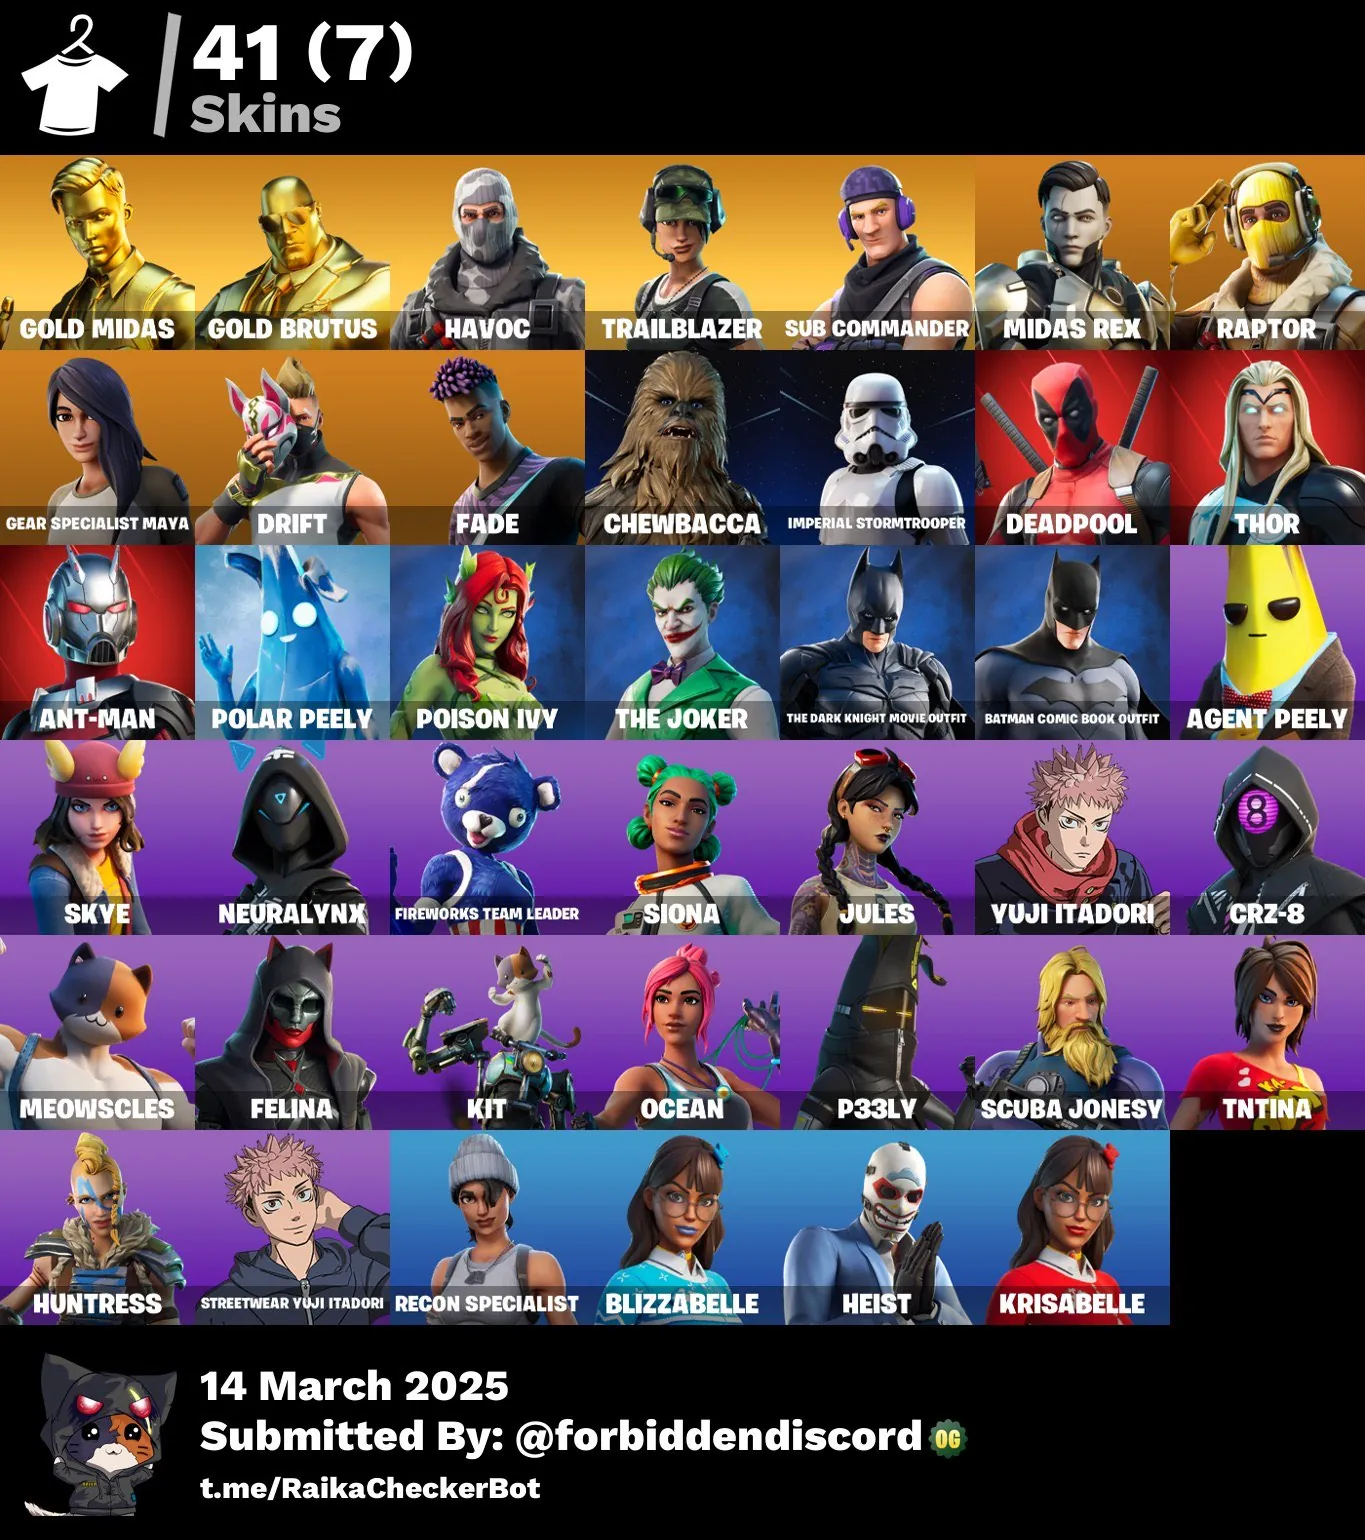 41 (7)
Skins
GOLD MIDAS
GOLD BRUTUS
HAVOC
TRAILBLAZER
SUB COMMANDER
MIDAS REX
RAPTOR
GEAR SPECIALIST MAYA
DRIFT
FADE
CHEWBACCA
IMPERIAL STORMTROOPER
DEADPOOL
THOR
ANT-MAN
POLAR PEELY
POISON IVY
THE JOKER
THE DARK KNIGHT MOVIE OUTFIT
BATMAN COMIC BOOK OUTFIT
AGENT PEELY
SKYE
NEURALYNX
FIREWORKS TEAM LEADER
SIONA
JULES
YUJI ITADORI
8
CRZ-8
MEOWSCLES
FELINA
KIT
OCEAN
P33LY
SCUBA JONESY
TNTINA
HUNTRESS
STREETWEAR YUJI ITADORI
RECON SPECIALIST
BLIZZABELLE
HEIST
KRISABELLE
14 March 2025
Submitted By: @forbiddendiscord OG
t.me/RaikaCheckerBot